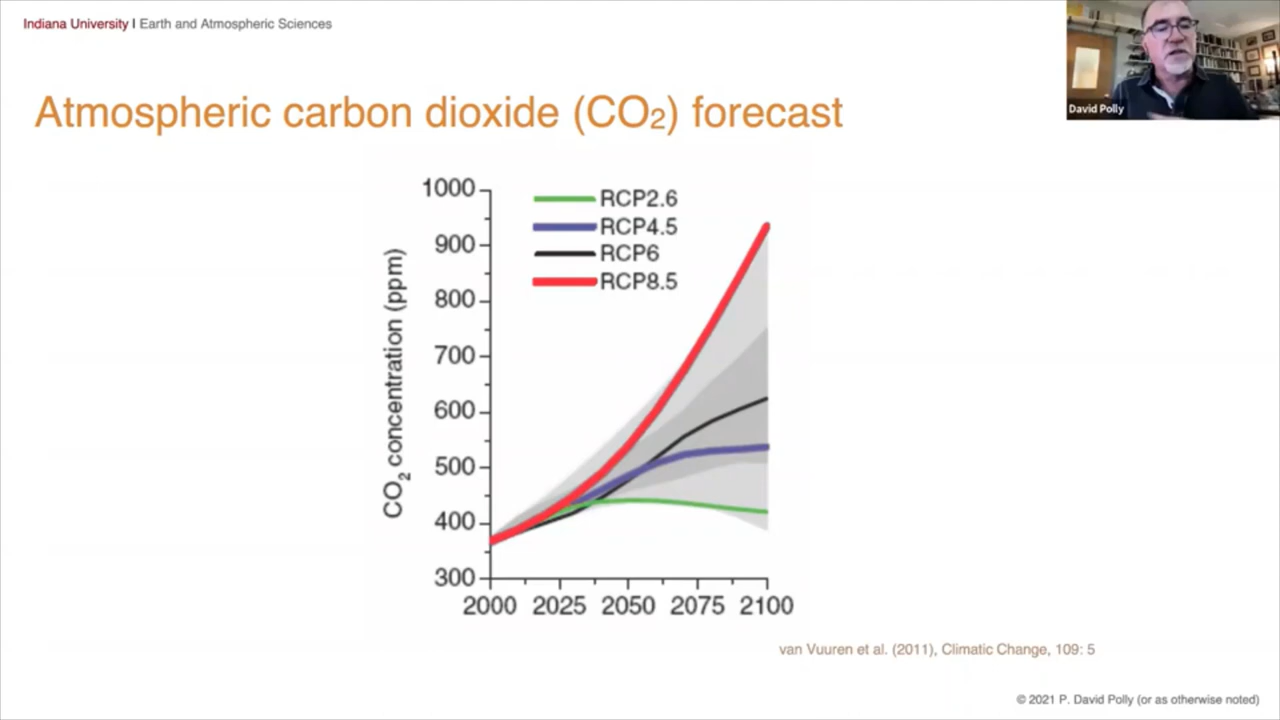 Indiana University | Earth and Atmospheric Sciences
David Polly
Atmospheric carbon dioxide (CO₂) forecast
1000
900
800
700
600
500
400
300
CO₂ concentration (ppm)
RCP2.6
RCP4.5
RCP6
RCP8.5
2000 2025 2050 2075 2100
van Vuuren et al. (2011), Climatic Change, 109: 5
© 2021 P. David Polly (or as otherwise noted)